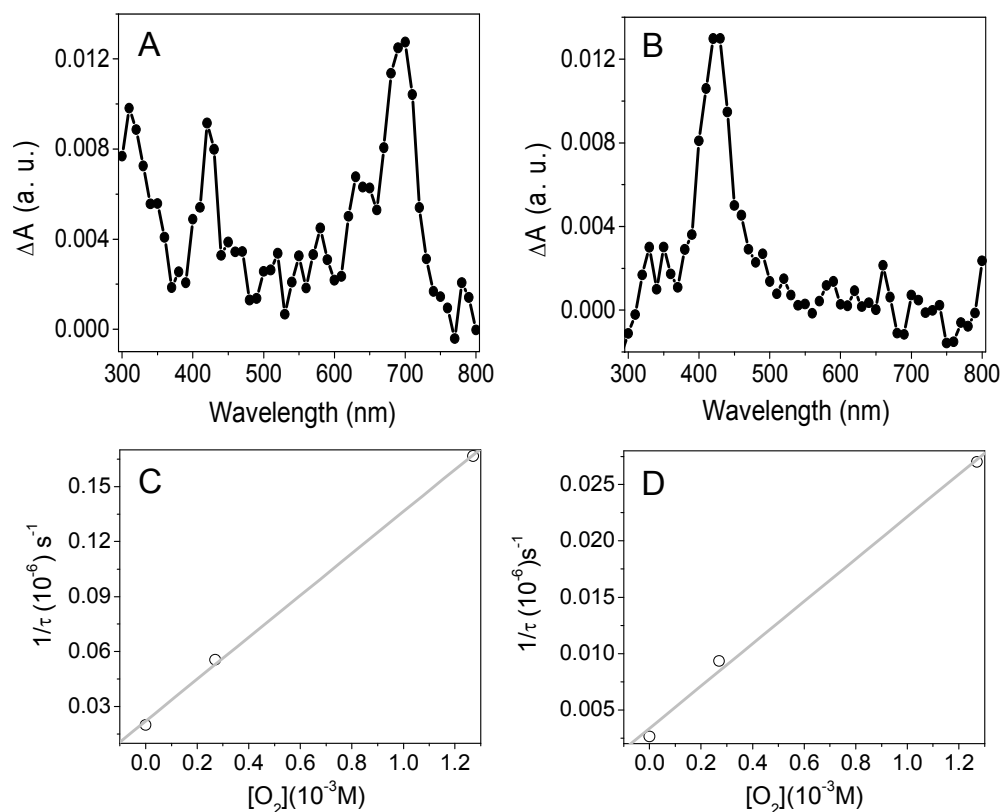 A
ΔA (a. u.)
0.012
0.008
0.004
0.000
300 400 500 600 700 800
Wavelength (nm)
B
ΔA (a. u.)
0.012
0.008
0.004
0.000
300 400 500 600 700 800
Wavelength (nm)
C
1/τ (10⁻⁶) s⁻¹
0.15
0.12
0.09
0.06
0.03
0.0 0.2 0.4 0.6 0.8 1.0 1.2
[O₂](10⁻³M)
D
1/τ (10⁻⁶)s⁻¹
0.025
0.020
0.015
0.010
0.005
0.0 0.2 0.4 0.6 0.8 1.0 1.2
[O₂](10⁻³M)